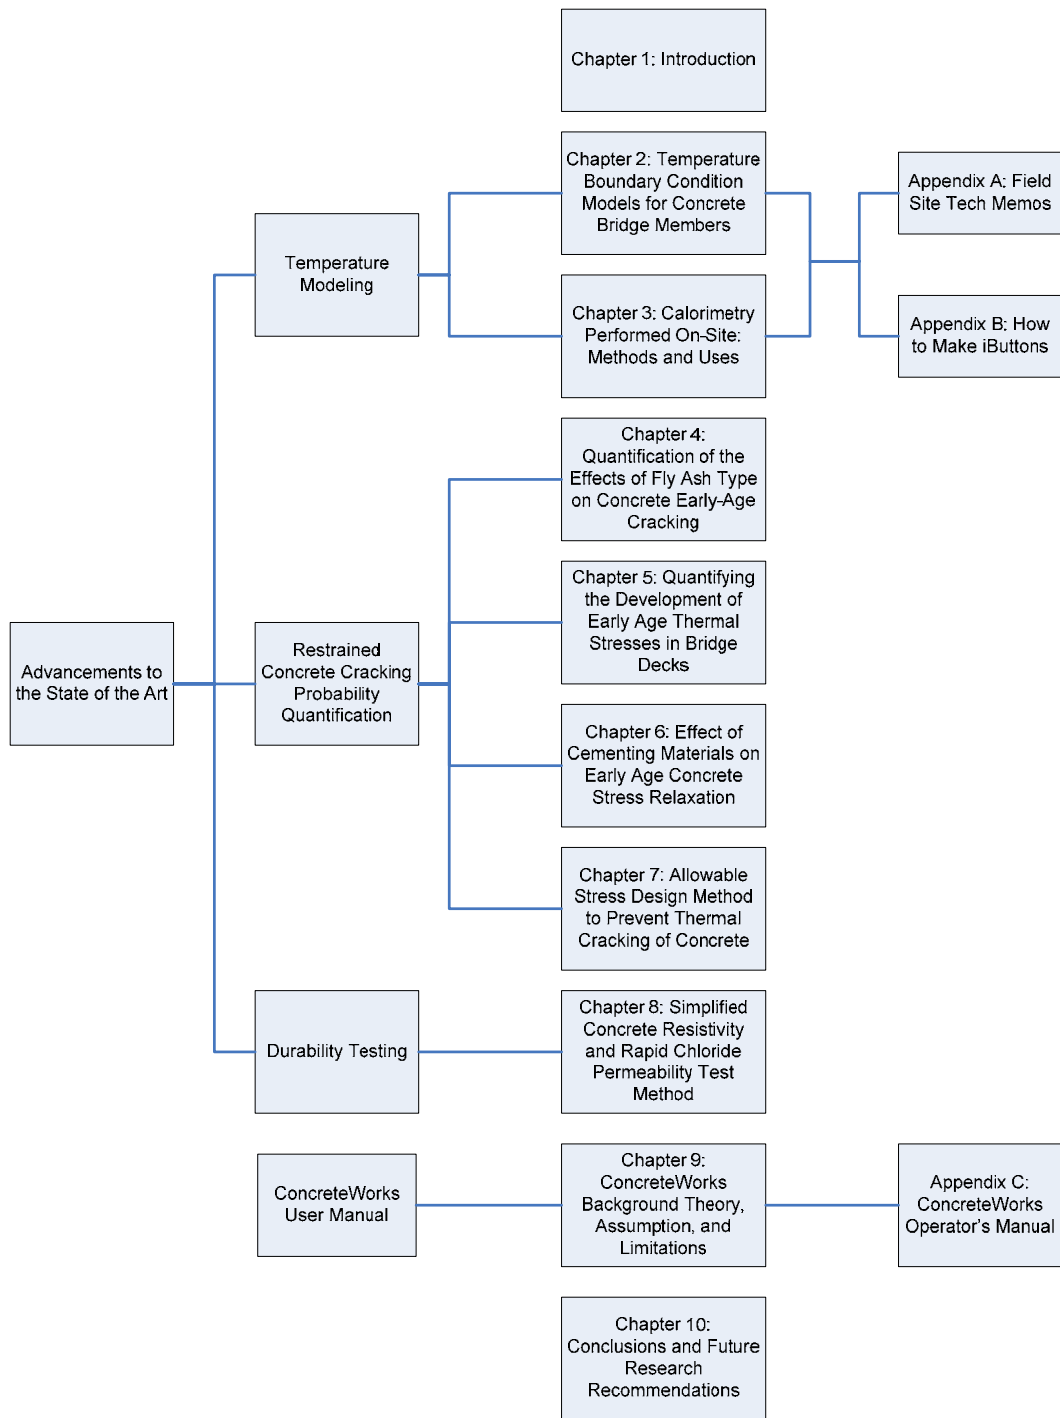 Chapter 1: Introduction
Chapter 2: Temperature
Boundary Condition
Models for Concrete
Bridge Members
Appendix A: Field
Site Tech Memos
Temperature
Modeling
Chapter 3: Calorimetry
Performed On-Site:
Methods and Uses
Appendix B: How
to Make iButtons
Chapter 4:
Quantification of the
Effects of Fly Ash Type
on Concrete Early-Age
Cracking
Chapter 5: Quantifying
the Development of
Early Age Thermal
Stresses in Bridge
Decks
Advancements to
the State of the Art
Restrained
Concrete Cracking
Probability
Quantification
Chapter 6: Effect of
Cementing Materials on
Early Age Concrete
Stress Relaxation
Chapter 7: Allowable
Stress Design Method
to Prevent Thermal
Cracking of Concrete
Durability Testing
Chapter 8: Simplified
Concrete Resistivity
and Rapid Chloride
Permeability Test
Method
ConcreteWorks
User Manual
Chapter 9:
ConcreteWorks
Background Theory,
Assumption, and
Limitations
Appendix C:
ConcreteWorks
Operator's Manual
Chapter 10:
Conclusions and Future
Research
Recommendations